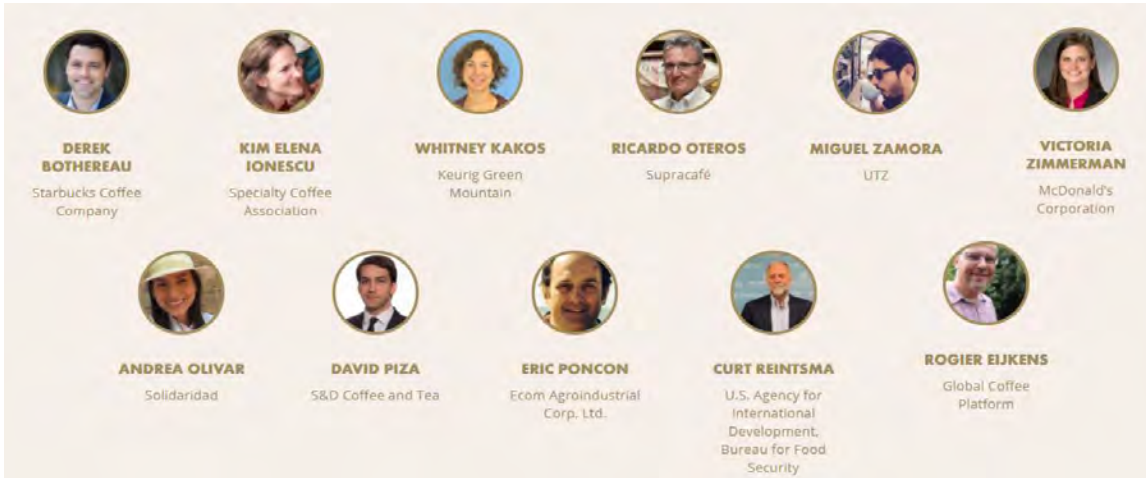 DEREK
BOTHEREAU
Starbucks Coffee
Company
KIM ELENA
IONESCU
Specialty Coffee
Association
WHITNEY KAKOS
Keurig Green
Mountain
RICARDO OTEROS
Supracafé
MIGUEL ZAMORA
UTZ
VICTORIA
ZIMMERMAN
McDonald's
Corporation
ANDREA OLIVAR
Solidaridad
DAVID PIZA
S&D Coffee and Tea
ERIC PONCON
Ecom Agroindustrial
Corp. Ltd.
CURT REINTSMA
U.S. Agency for
International
Development,
Bureau for Food
Security
ROGIER EIJKENS
Global Coffee
Platform